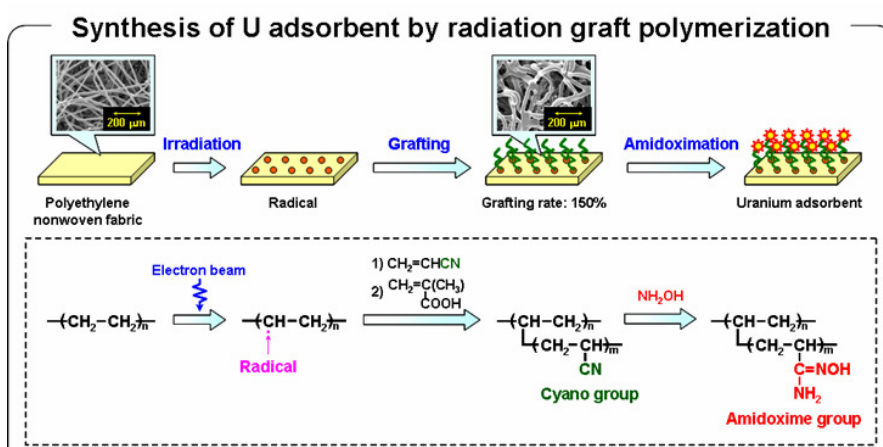 Synthesis of U adsorbent by radiation graft polymerization
200 µm
200 µm
Irradiation
Grafting
Amidoximation
Polyethylene
nonwoven fabric
Radical
Grafting rate: 150%
Uranium adsorbent
Electron beam
1) CH₂=CHCN
2) CH₂=C(CH₃)
COOH
NH₂OH
-(CH₂-CH₂)n-
-(CH-CH₂)n-
Radical
-(CH-CH₂)n-
(CH₂-CH)m-
CN
Cyano group
-(CH-CH₂)n-
(CH₂-CH)m-
C=NOH
NH₂
Amidoxime group